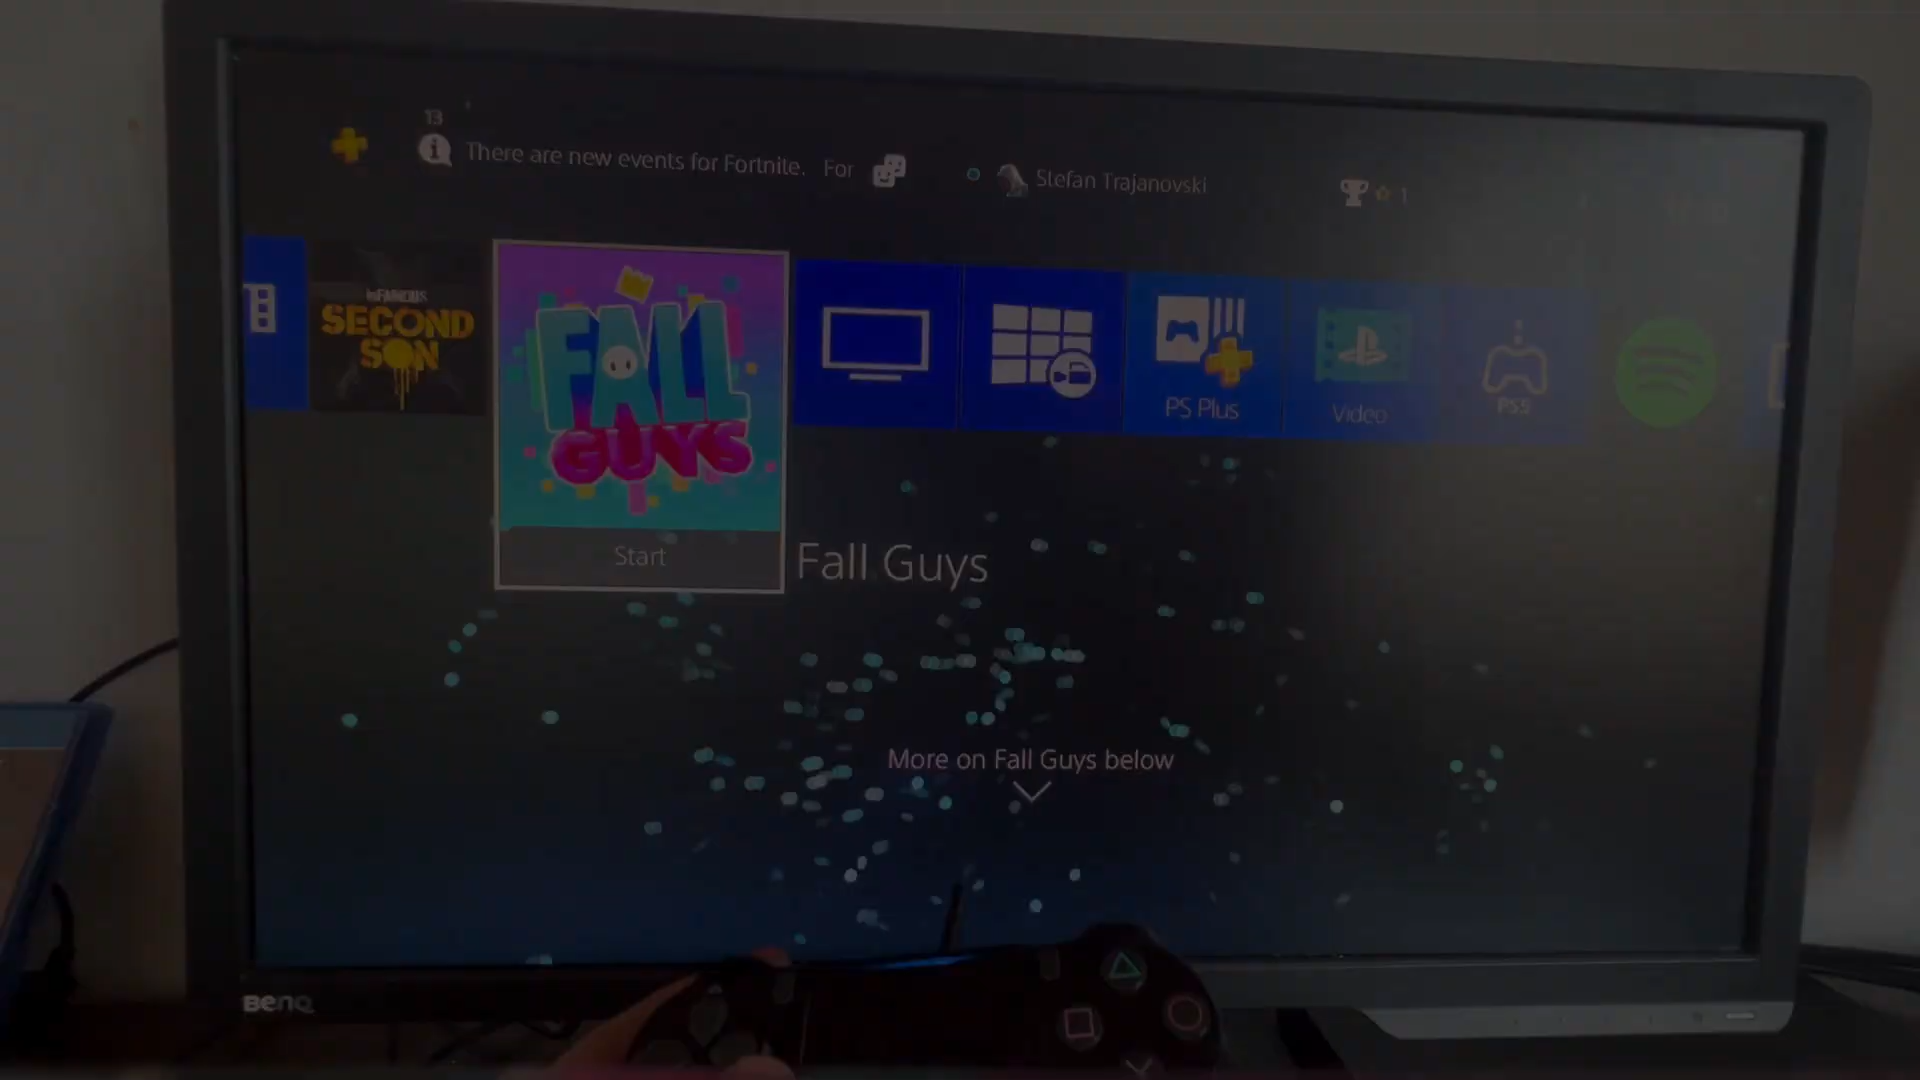 13
There are new events for Fortnite. For
Stefan Trajanovski
1
inFAMOUS
SECOND
SON
FALL
GUYS
Start
Fall Guys
PS Plus
Video
PS5
More on Fall Guys below
BenQ